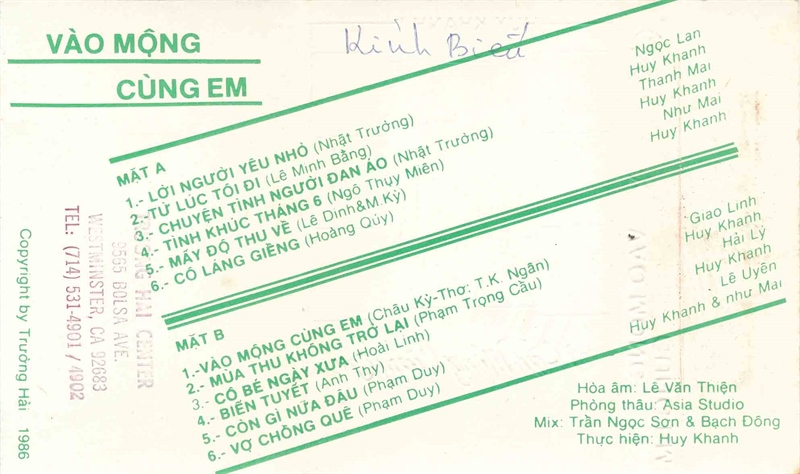 VÀO MỘNG
CÙNG EM
Kính Biếu
MẶT A
1.- LỜI NGƯỜI YÊU NHỎ (Nhật Trường)
2.- TỪ LÚC TÔI ĐI (Lê Minh Bằng)
3.- CHUYỆN TÌNH NGƯỜI ĐAN ÁO (Nhật Trường)
4.- TÌNH KHÚC THÁNG 6 (Ngô Thụy Miên)
5.- MẤY ĐỘ THU VỀ (Lê Dinh&M.Kỳ)
6.- CÔ LÁNG GIỀNG (Hoàng Qúy)
Ngọc Lan
Huy Khanh
Thanh Mai
Huy Khanh
Như Mai
Huy Khanh
MẶT B
1.-VÀO MỘNG CÙNG EM (Châu Kỳ-Thơ: T.K. Ngân)
2.- MÙA THU KHÔNG TRỞ LẠI (Phạm Trọng Cầu)
3.- CÔ BÉ NGÀY XƯA (Hoài Linh)
4.- BIỂN TUYẾT (Anh Thy)
5.- CÒN GÌ NỮA ĐÂU (Phạm Duy)
6.- VỢ CHỒNG QUÊ (Phạm Duy)
Giao Linh
Huy Khanh
Hải Lý
Huy Khanh
Lê Uyên
Huy Khanh & như Mai
Hòa âm: Lê Văn Thiện
Phòng thâu: Asia Studio
Mix: Trần Ngọc Sơn & Bạch Đông
Thực hiện: Huy Khanh
HAI CENTER
BOLSA AVE.
WESTMINSTER, CA 92683
TEL: (714) 531-4901 / 4902
Copyright by Trường Hải 1986